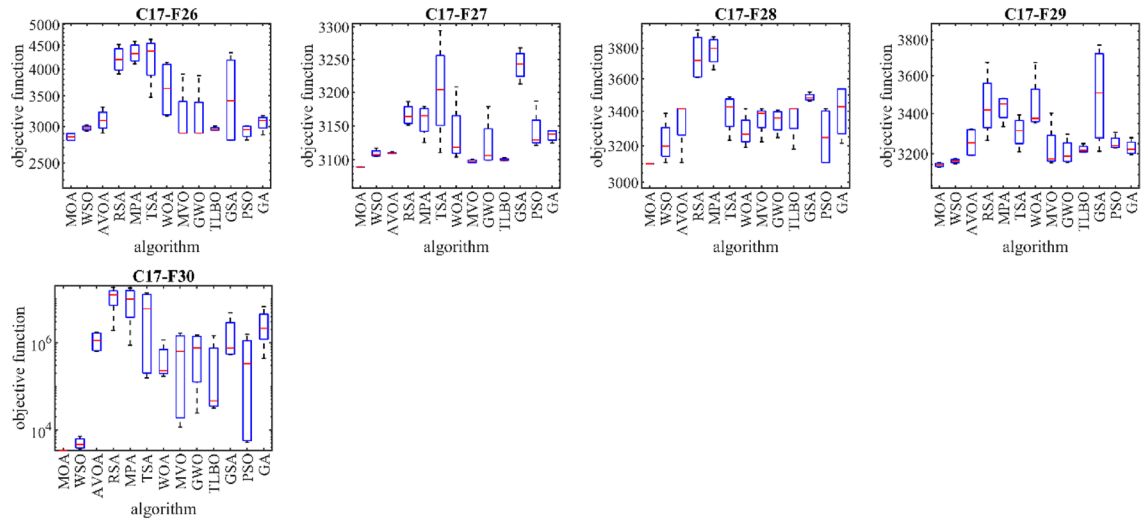 C17-F26
5000
4500
4000
3500
3000
2500
objective function
MOA
WSO
AVOA
RSA
MPA
TSA
WOA
MVO
GWO
TLBO
GSA
PSO
GA
algorithm
C17-F27
3300
3250
3200
3150
3100
objective function
MOA
WSO
AVOA
RSA
MPA
TSA
WOA
MVO
GWO
TLBO
GSA
PSO
GA
algorithm
C17-F28
3800
3600
3400
3200
3000
objective function
MOA
WSO
AVOA
RSA
MPA
TSA
WOA
MVO
GWO
TLBO
GSA
PSO
GA
algorithm
C17-F29
3800
3600
3400
3200
objective function
MOA
WSO
AVOA
RSA
MPA
TSA
WOA
MVO
GWO
TLBO
GSA
PSO
GA
algorithm
C17-F30
10⁶
10⁴
objective function
MOA
WSO
AVOA
RSA
MPA
TSA
WOA
MVO
GWO
TLBO
GSA
PSO
GA
algorithm